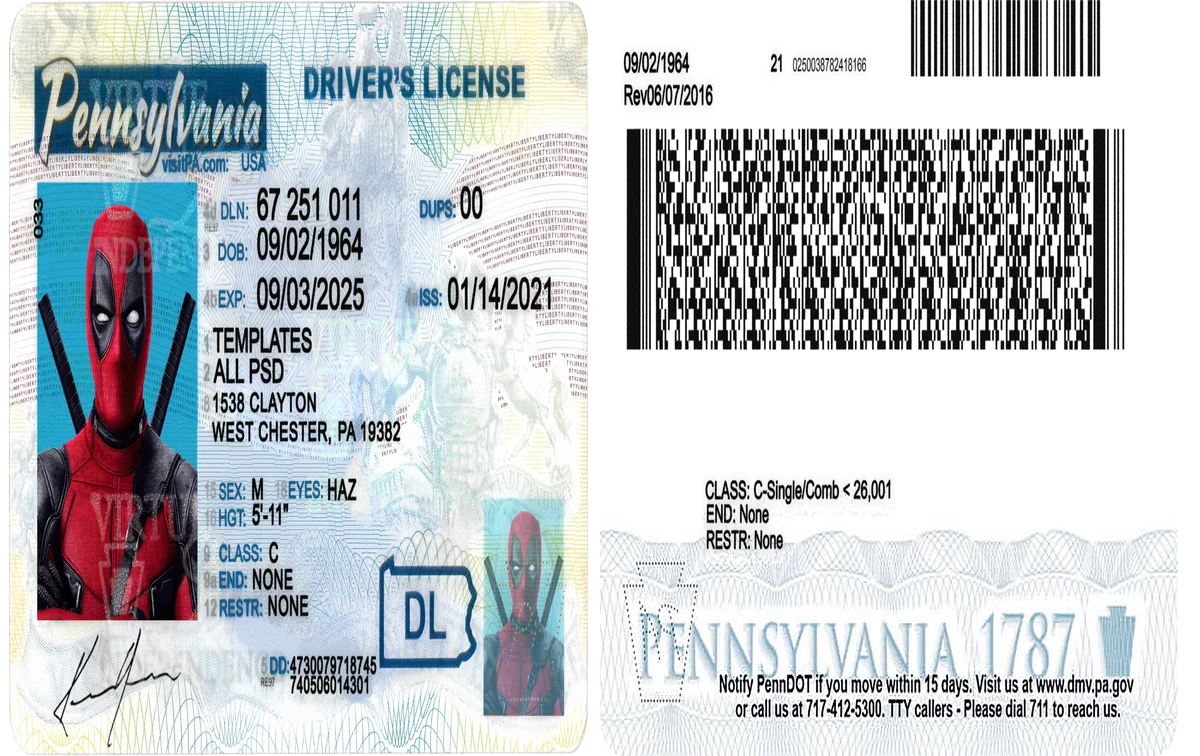 Pennsylvania
visitPA.com: USA
DRIVER'S LICENSE
033
4d DLN: 67 251 011
DUPS: 00
3 DOB: 09/02/1964
4b EXP: 09/03/2025
4a ISS: 01/14/2021
1 TEMPLATES
2 ALL PSD
8 1538 CLAYTON
WEST CHESTER, PA 19382
15 SEX: M 18 EYES: HAZ
16 HGT: 5'-11"
9 CLASS: C
9a END: NONE
12 RESTR: NONE
DL
5 DD: 4730079718745
740506014301
VIRTUE
INDEPENDENCE
09/02/1964
21 0250038782418166
Rev06/07/2016
CLASS: C-Single/Comb < 26,001
END: None
RESTR: None
PENNSYLVANIA 1787
Notify PennDOT if you move within 15 days. Visit us at www.dmv.pa.gov
or call us at 717-412-5300. TTY callers - Please dial 711 to reach us.